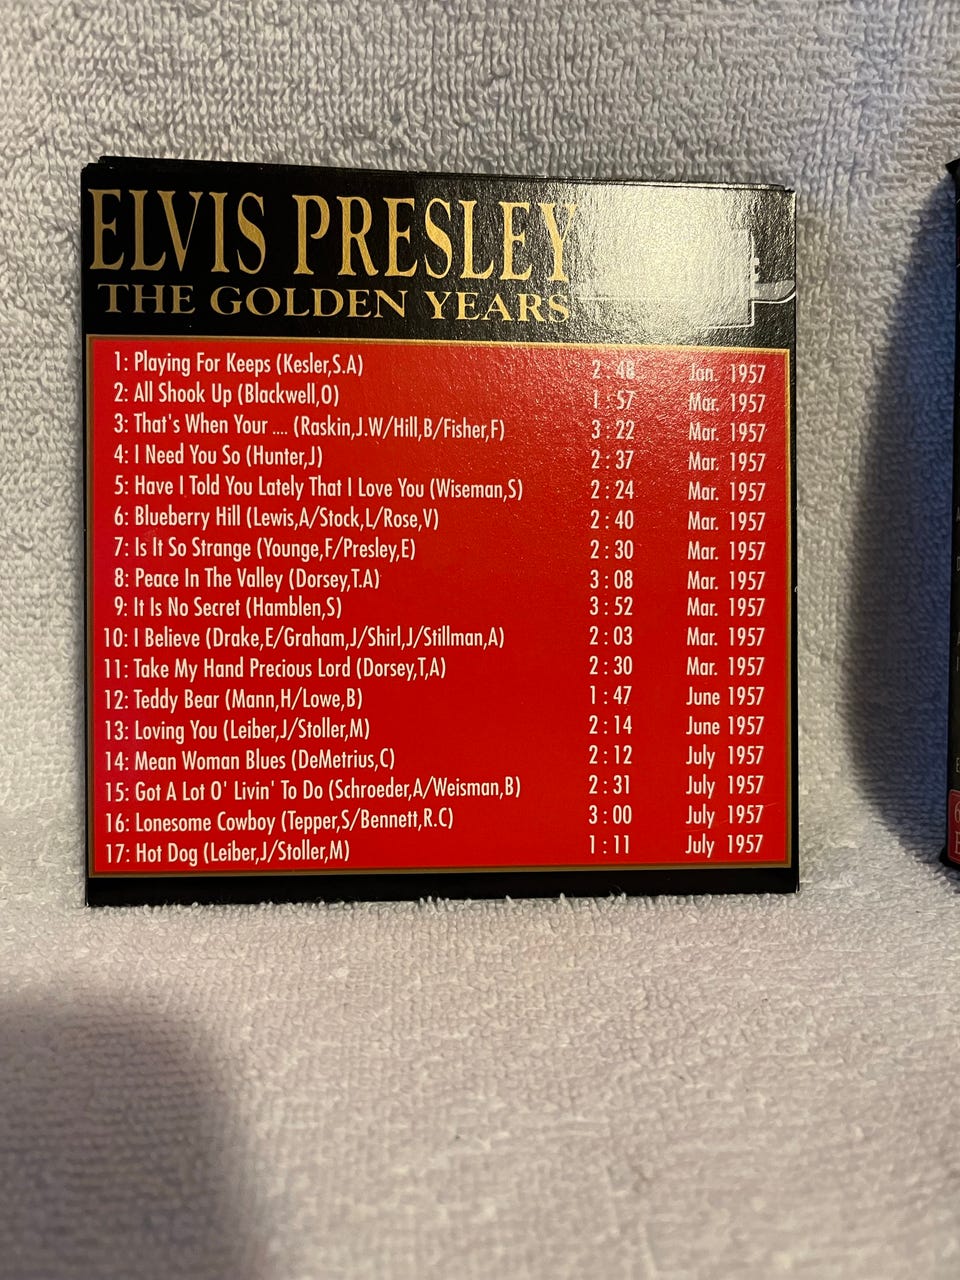 ELVIS PRESLEY
THE GOLDEN YEARS
1: Playing For Keeps (Kesler,S.A) 2:48 Jan. 1957
2: All Shook Up (Blackwell,O) 1:57 Mar. 1957
3: That's When Your .... (Raskin,J.W/Hill,B/Fisher,F) 3:22 Mar. 1957
4: I Need You So (Hunter,J) 2:37 Mar. 1957
5: Have I Told You Lately That I Love You (Wiseman,S) 2:24 Mar. 1957
6: Blueberry Hill (Lewis,A/Stock,L/Rose,V) 2:40 Mar. 1957
7: Is It So Strange (Younge,F/Presley,E) 2:30 Mar. 1957
8: Peace In The Valley (Dorsey,T.A) 3:08 Mar. 1957
9: It Is No Secret (Hamblen,S) 3:52 Mar. 1957
10: I Believe (Drake,E/Graham,J/Shirl,J/Stillman,A) 2:03 Mar. 1957
11: Take My Hand Precious Lord (Dorsey,T,A) 2:30 Mar. 1957
12: Teddy Bear (Mann,H/Lowe,B) 1:47 June 1957
13: Loving You (Leiber,J/Stoller,M) 2:14 June 1957
14: Mean Woman Blues (DeMetrius,C) 2:12 July 1957
15: Got A Lot O' Livin' To Do (Schroeder,A/Weisman,B) 2:31 July 1957
16: Lonesome Cowboy (Tepper,S/Bennett,R.C) 3:00 July 1957
17: Hot Dog (Leiber,J/Stoller,M) 1:11 July 1957